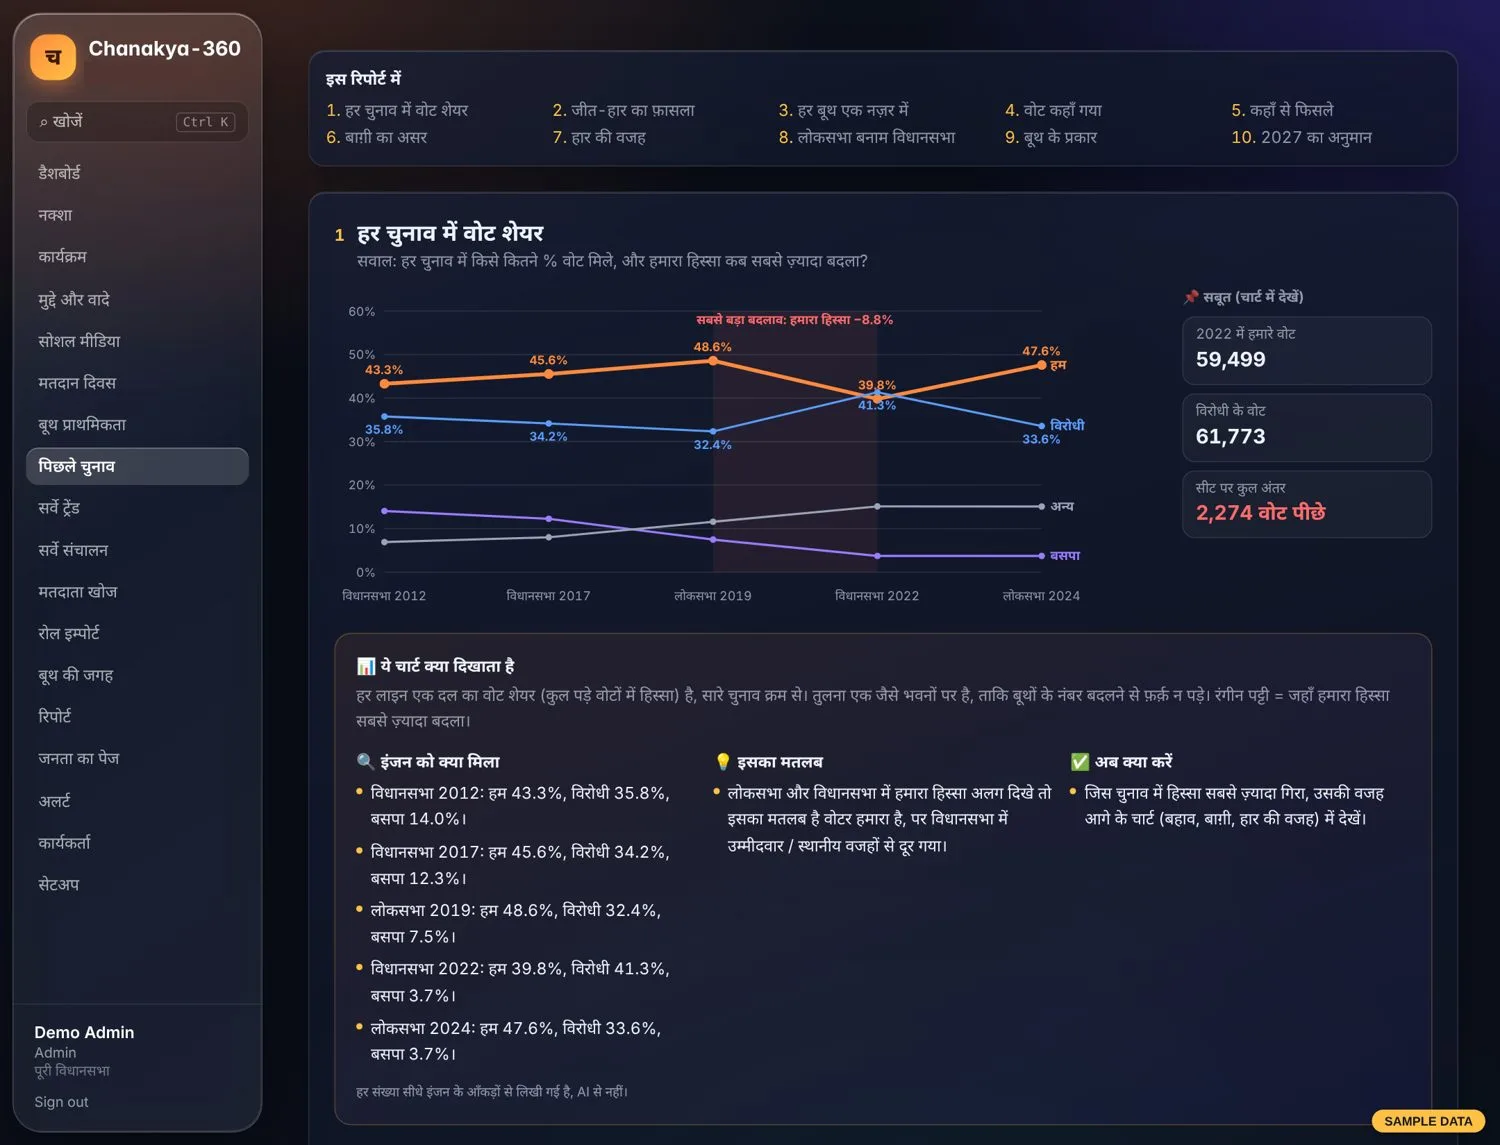 च
Chanakya-360
खोजें
Ctrl K
डैशबोर्ड
नक्शा
कार्यक्रम
मुद्दे और वादे
सोशल मीडिया
मतदान दिवस
बूथ प्राथमिकता
पिछले चुनाव
सर्वे ट्रेंड
सर्वे संचालन
मतदाता खोज
रोल इम्पोर्ट
बूथ की जगह
रिपोर्ट
जनता का पेज
अलर्ट
कार्यकर्ता
सेटअप
Demo Admin
Admin
पूरी विधानसभा
Sign out
इस रिपोर्ट में
1. हर चुनाव में वोट शेयर
2. जीत-हार का फ़ासला
3. हर बूथ एक नज़र में
4. वोट कहाँ गया
5. कहाँ से फिसले
6. बाग़ी का असर
7. हार की वजह
8. लोकसभा बनाम विधानसभा
9. बूथ के प्रकार
10. 2027 का अनुमान
1 हर चुनाव में वोट शेयर
सवाल: हर चुनाव में किसे कितने % वोट मिले, और हमारा हिस्सा कब सबसे ज़्यादा बदला?
60%
50%
40%
30%
20%
10%
0%
सबसे बड़ा बदलाव: हमारा हिस्सा −8.8%
43.3%
45.6%
48.6%
39.8%
47.6%
हम
35.8%
34.2%
32.4%
41.3%
33.6%
विरोधी
अन्य
बसपा
विधानसभा 2012
विधानसभा 2017
लोकसभा 2019
विधानसभा 2022
लोकसभा 2024
📌 सबूत (चार्ट में देखें)
2022 में हमारे वोट
59,499
विरोधी के वोट
61,773
सीट पर कुल अंतर
2,274 वोट पीछे
📊 ये चार्ट क्या दिखाता है
हर लाइन एक दल का वोट शेयर (कुल पड़े वोटों में हिस्सा) है, सारे चुनाव क्रम से। तुलना एक जैसे भवनों पर है, ताकि बूथों के नंबर बदलने से फ़र्क़ न पड़े। रंगीन पट्टी = जहाँ हमारा हिस्सा
सबसे ज़्यादा बदला।
🔍 इंजन को क्या मिला
• विधानसभा 2012: हम 43.3%, विरोधी 35.8%,
बसपा 14.0%।
• विधानसभा 2017: हम 45.6%, विरोधी 34.2%,
बसपा 12.3%।
• लोकसभा 2019: हम 48.6%, विरोधी 32.4%,
बसपा 7.5%।
• विधानसभा 2022: हम 39.8%, विरोधी 41.3%,
बसपा 3.7%।
• लोकसभा 2024: हम 47.6%, विरोधी 33.6%,
बसपा 3.7%।
💡 इसका मतलब
• लोकसभा और विधानसभा में हमारा हिस्सा अलग दिखे तो
इसका मतलब है वोटर हमारा है, पर विधानसभा में
उम्मीदवार / स्थानीय वजहों से दूर गया।
✅ अब क्या करें
• जिस चुनाव में हिस्सा सबसे ज़्यादा गिरा, उसकी वजह
आगे के चार्ट (बहाव, बाग़ी, हार की वजह) में देखें।
हर संख्या सीधे इंजन के आँकड़ों से लिखी गई है, AI से नहीं।
SAMPLE DATA